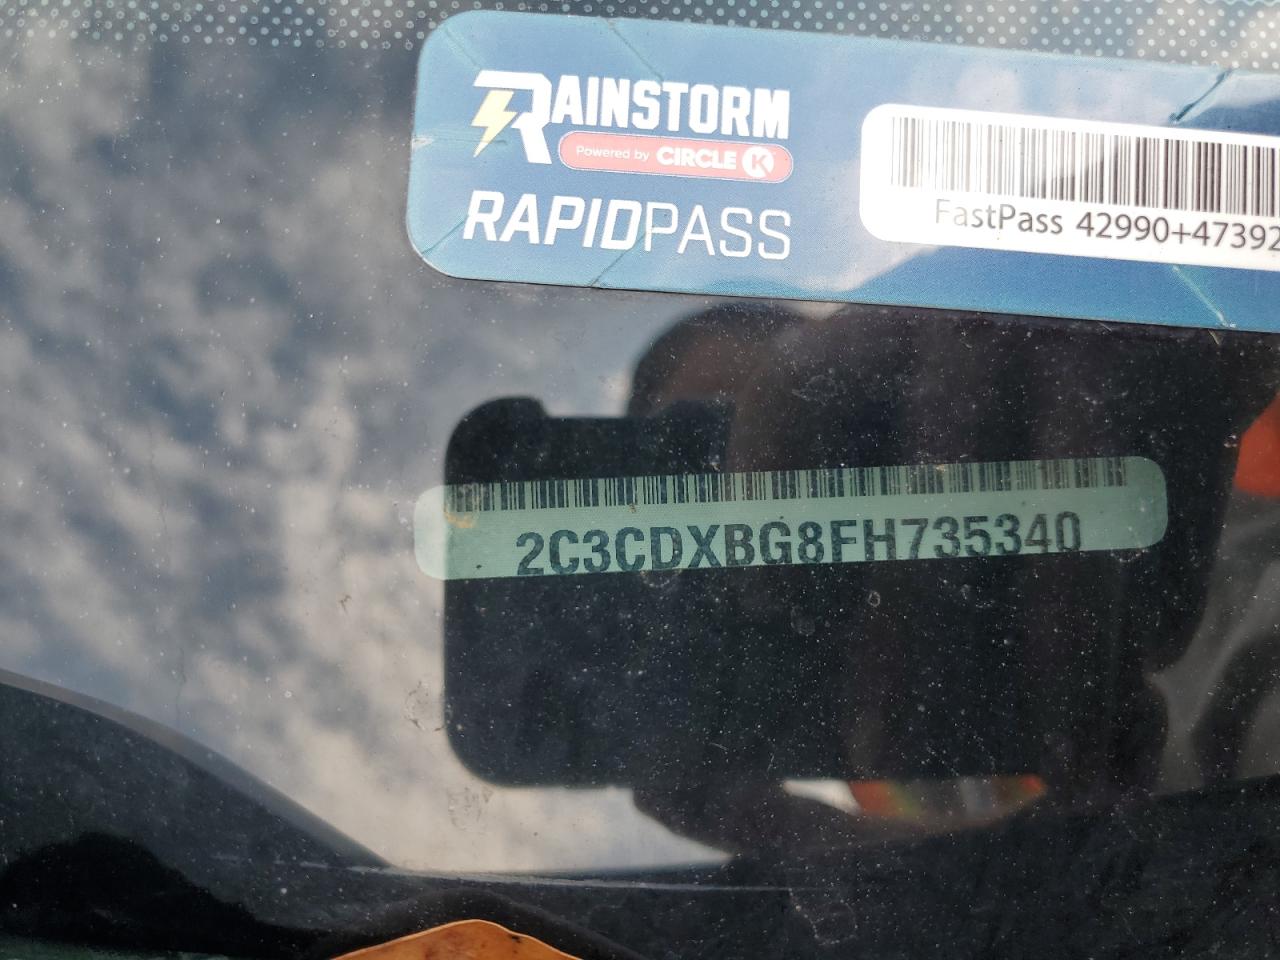 RAINSTORM
Powered by CIRCLE K
RAPIDPASS
FastPass 42990+47392
2C3CDXBG8FH735340